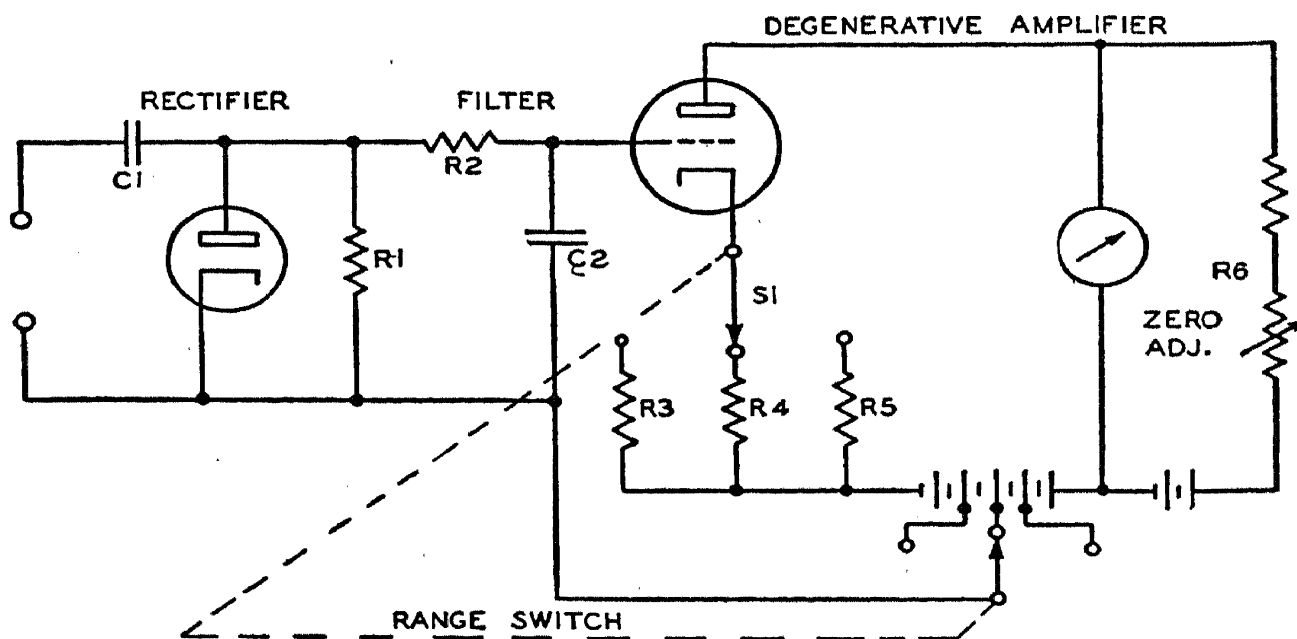 DEGENERATIVE AMPLIFIER
RECTIFIER
FILTER
C1
R2
R1
C2
S1
R6
ZERO
ADJ.
R3
R4
R5
RANGE SWITCH